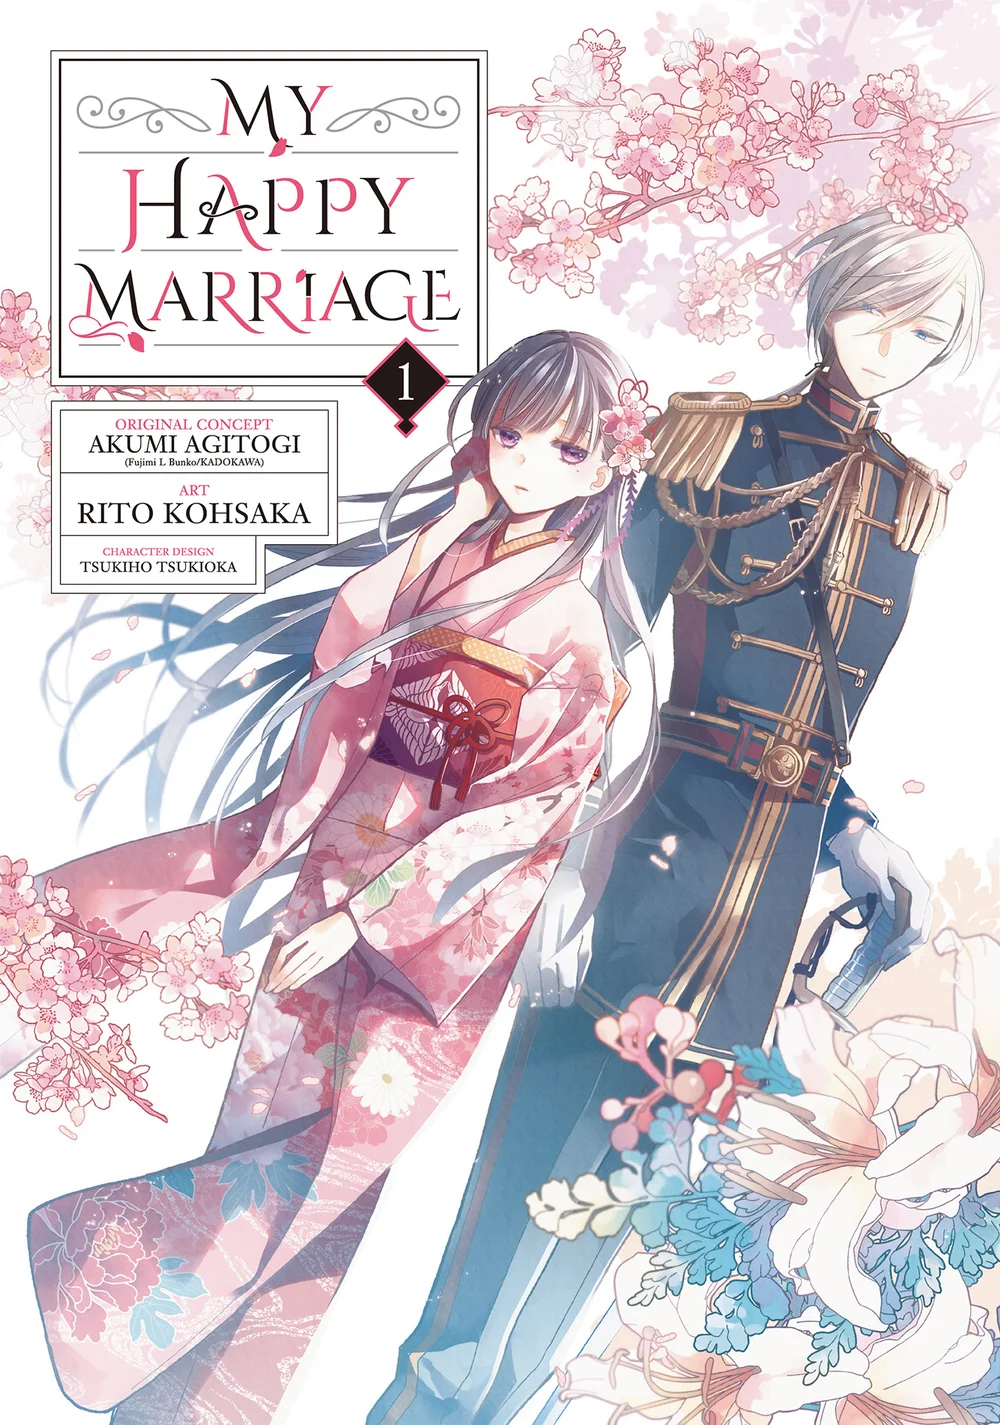 MY
HAPPY
MARRIAGE
1
ORIGINAL CONCEPT
AKUMI AGITOGI
(Fujimi L Bunko/KADOKAWA)
ART
RITO KOHSAKA
CHARACTER DESIGN
TSUKIHO TSUKIOKA